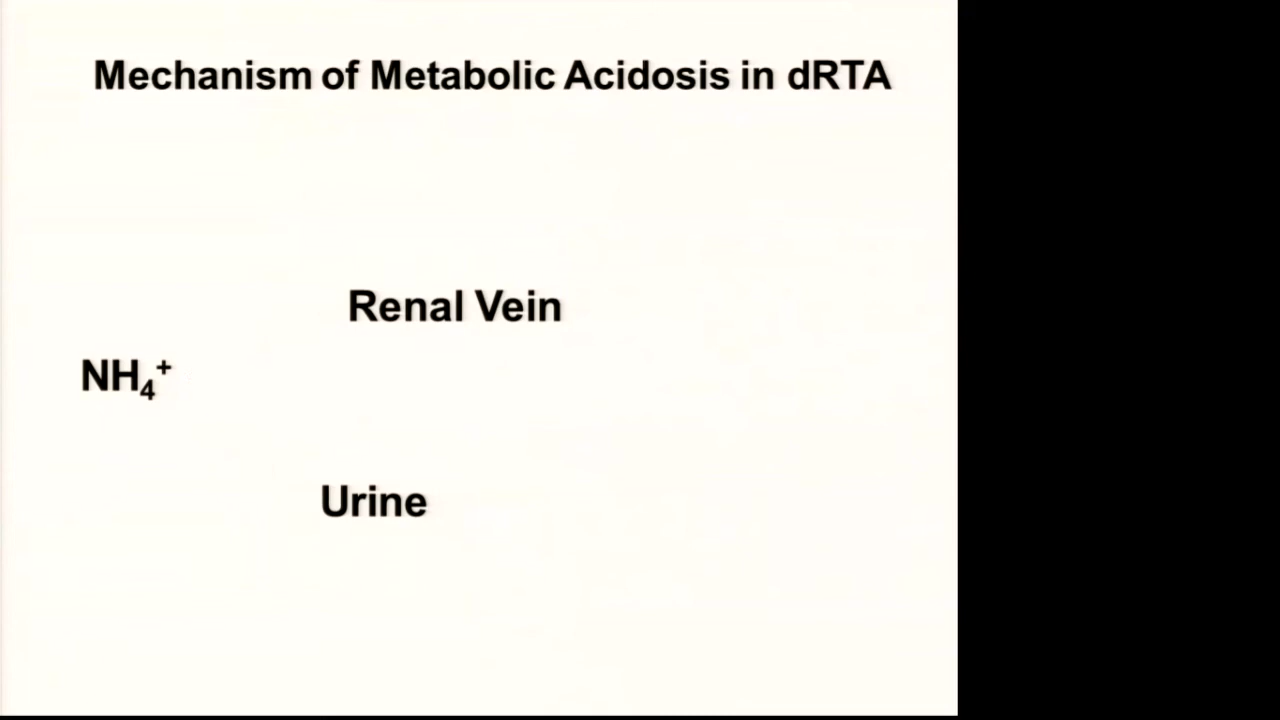 Mechanism of Metabolic Acidosis in dRTA
Renal Vein
NH₄⁺
Urine